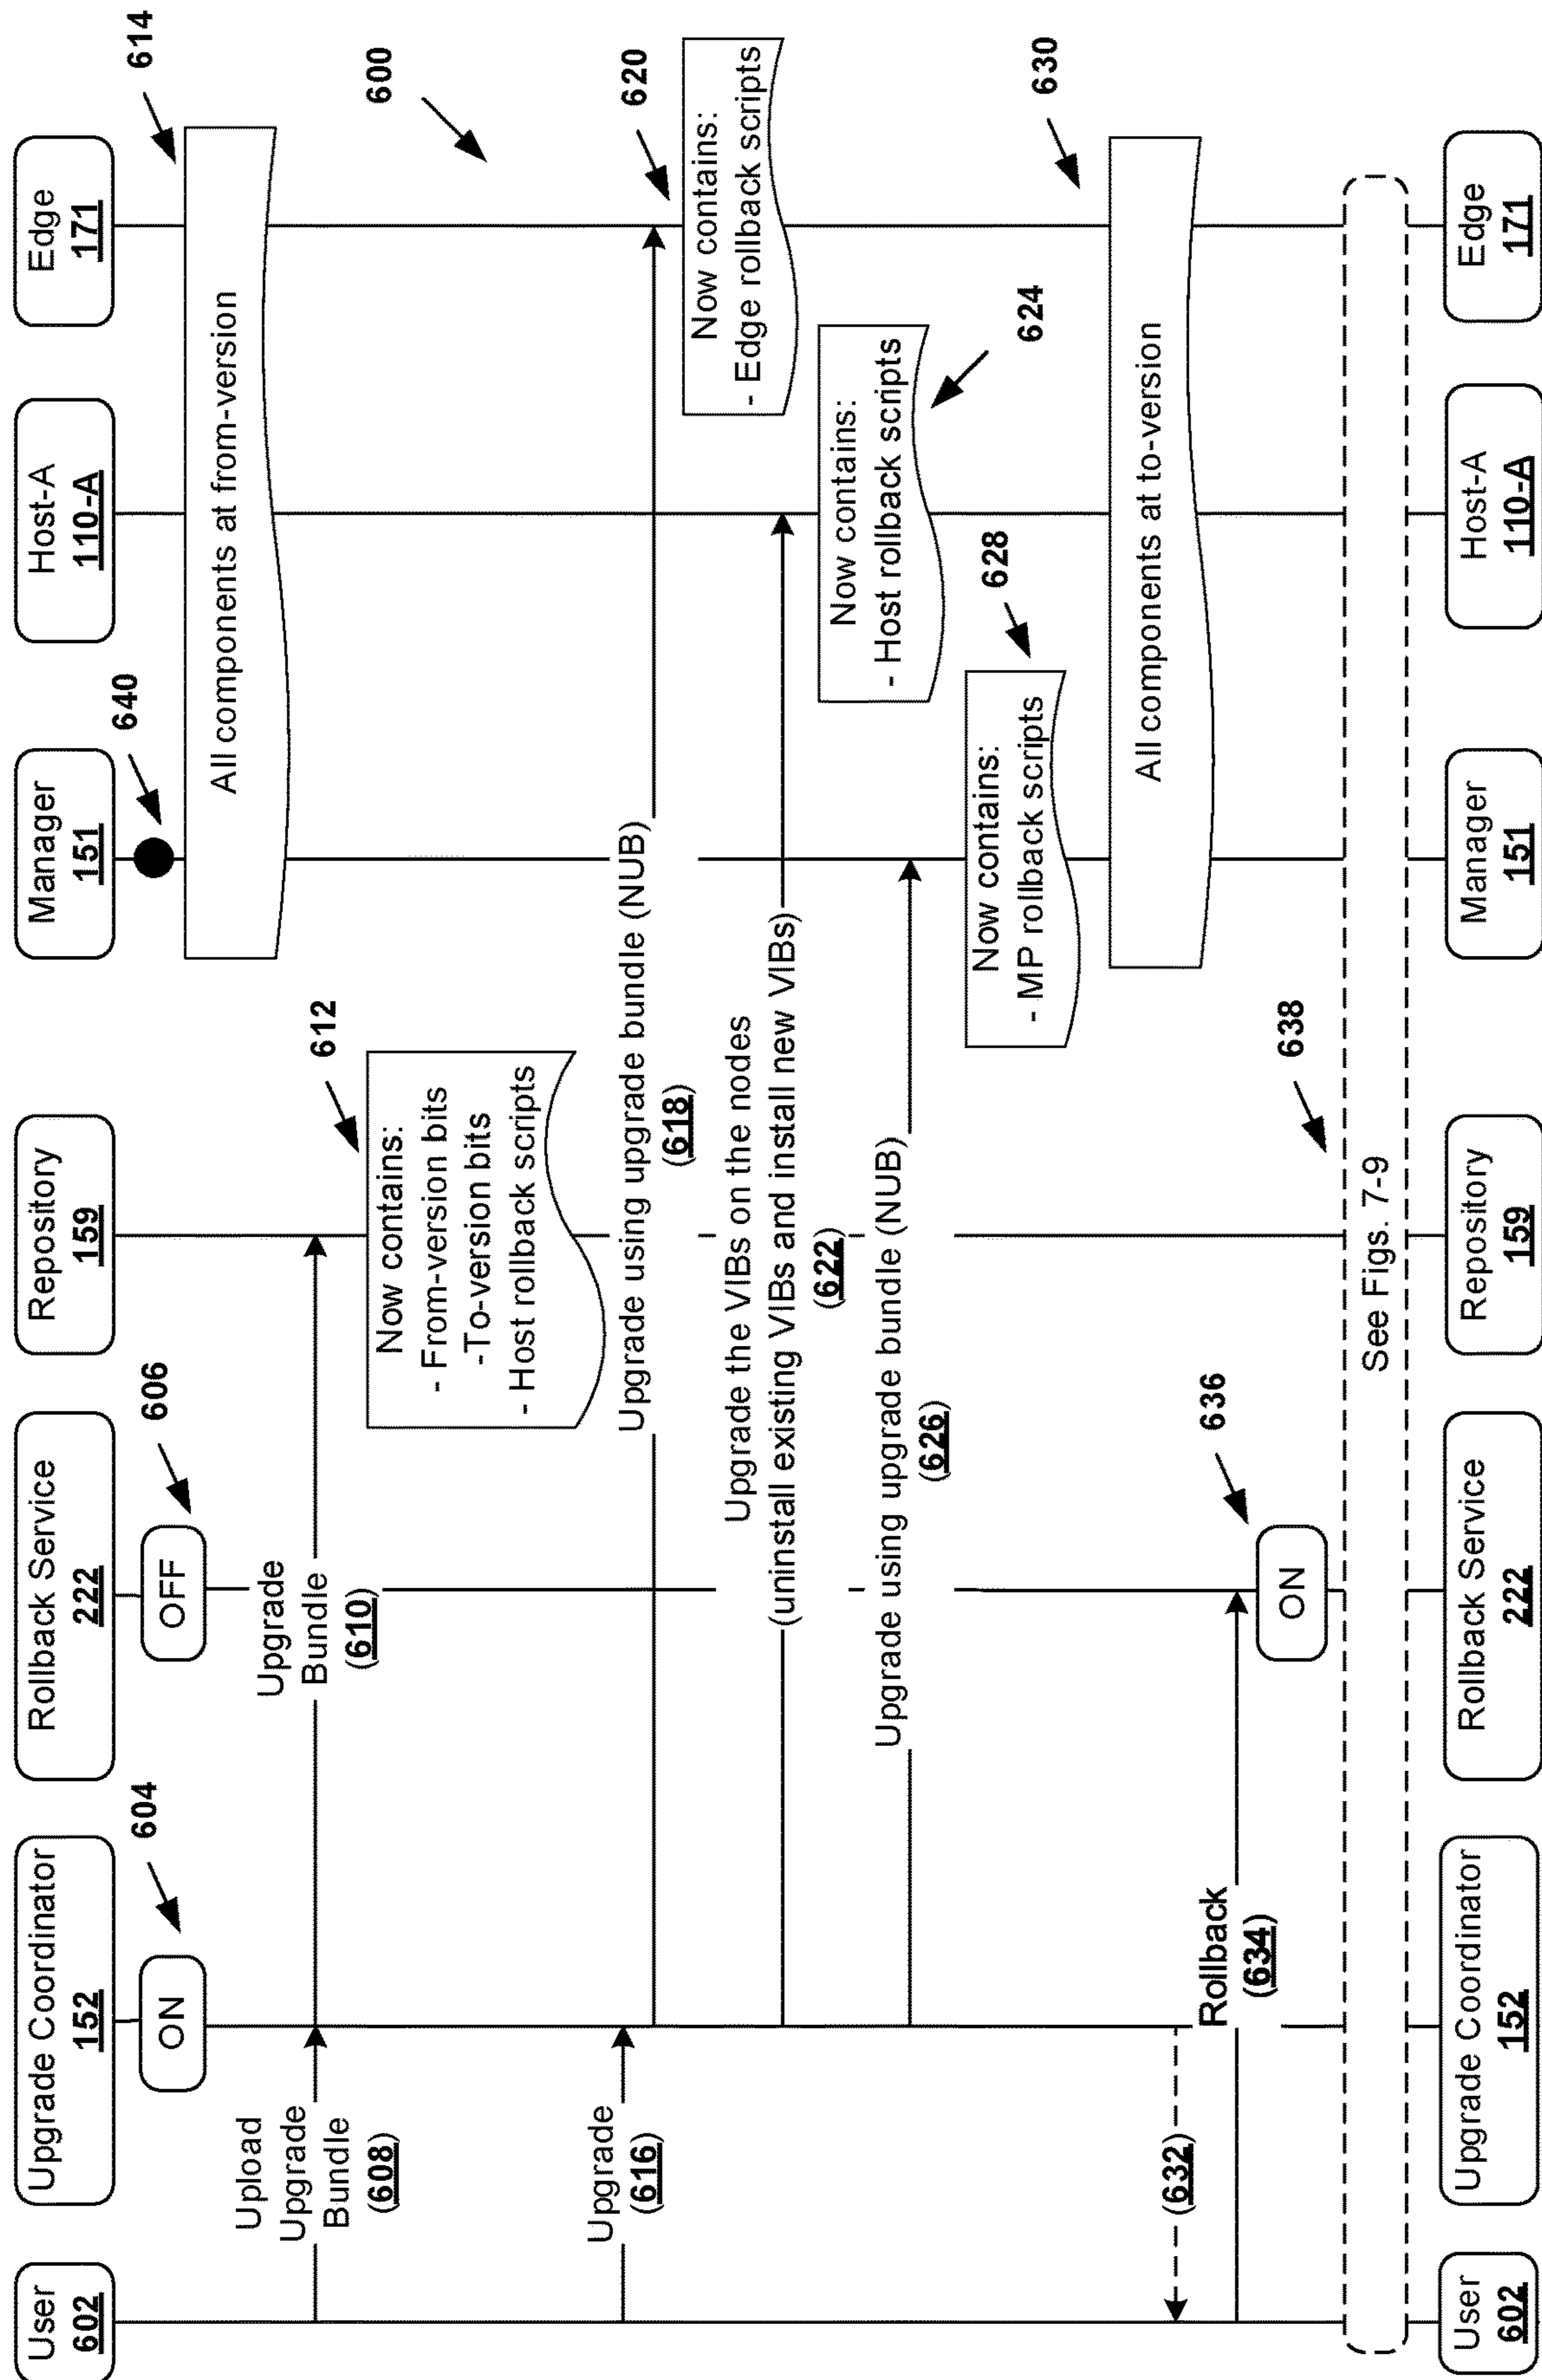 User
602
Upgrade Coordinator
152
Rollback Service
222
Repository
159
Manager
151
Host-A
110-A
Edge
171
ON
604
OFF
606
640
614
All components at from-version
Upload
Upgrade
Bundle
(608)
Upgrade
Bundle
(610)
612
Now contains:
- From-version bits
-To-version bits
- Host rollback scripts
600
Upgrade
(616)
Upgrade using upgrade bundle (NUB)
(618)
620
Now contains:
- Edge rollback scripts
Upgrade the VIBs on the nodes
(uninstall existing VIBs and install new VIBs)
(622)
Now contains:
- Host rollback scripts
624
Upgrade using upgrade bundle (NUB)
(626)
628
Now contains:
- MP rollback scripts
630
All components at to-version
(632)
Rollback
(634)
636
ON
638
See Figs. 7-9
User
602
Upgrade Coordinator
152
Rollback Service
222
Repository
159
Manager
151
Host-A
110-A
Edge
171